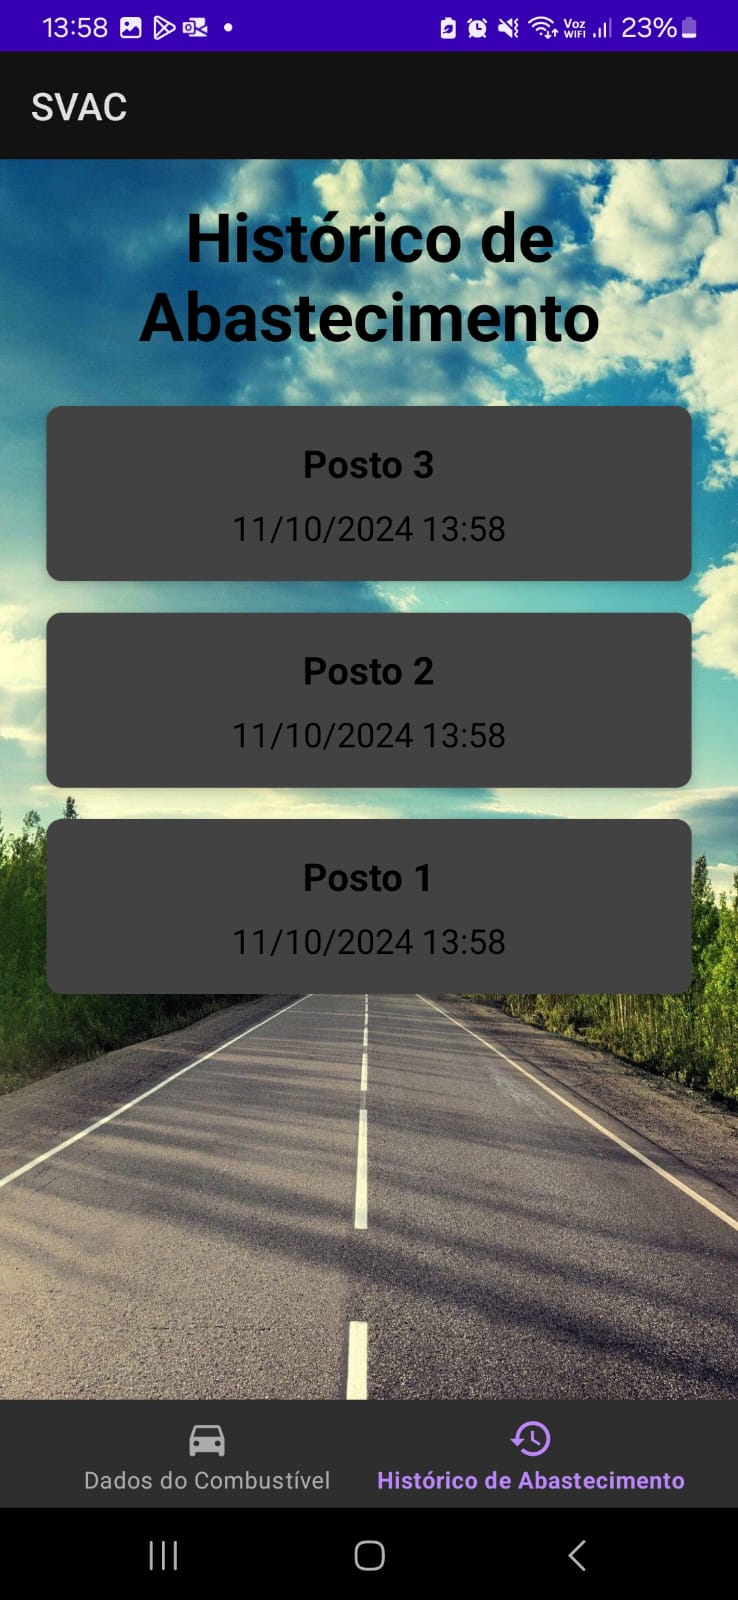 13:58
Voz
WiFi
23%
SVAC
Histórico de
Abastecimento
Posto 3
11/10/2024 13:58
Posto 2
11/10/2024 13:58
Posto 1
11/10/2024 13:58
Dados do Combustível
Histórico de Abastecimento